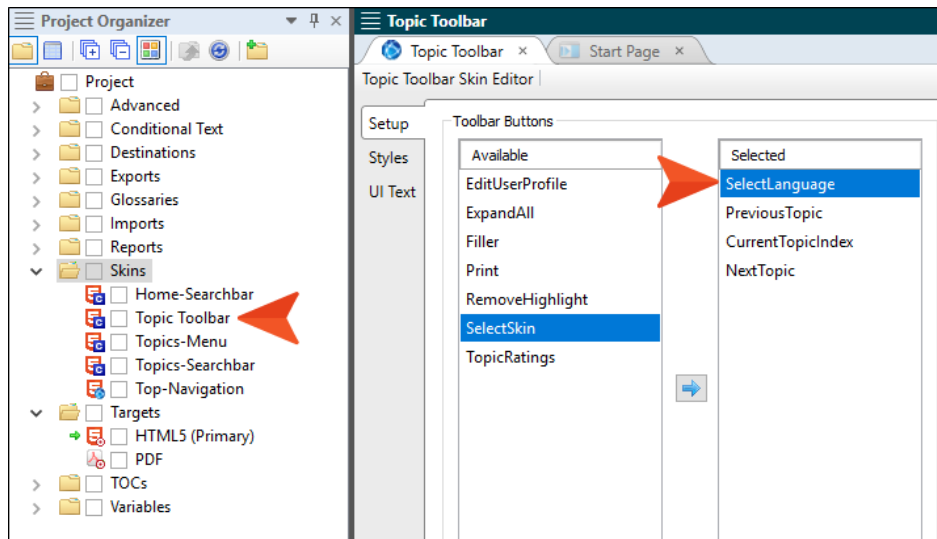 Project Organizer
Project
Advanced
Conditional Text
Destinations
Exports
Glossaries
Imports
Reports
Skins
Home-Searchbar
Topic Toolbar
Topics-Menu
Topics-Searchbar
Top-Navigation
Targets
HTML5 (Primary)
PDF
TOCs
Variables
Topic Toolbar
Topic Toolbar × Start Page ×
Topic Toolbar Skin Editor
Setup
Styles
UI Text
Toolbar Buttons
Available
EditUserProfile
ExpandAll
Filler
Print
RemoveHighlight
SelectSkin
TopicRatings
Selected
SelectLanguage
PreviousTopic
CurrentTopicIndex
NextTopic